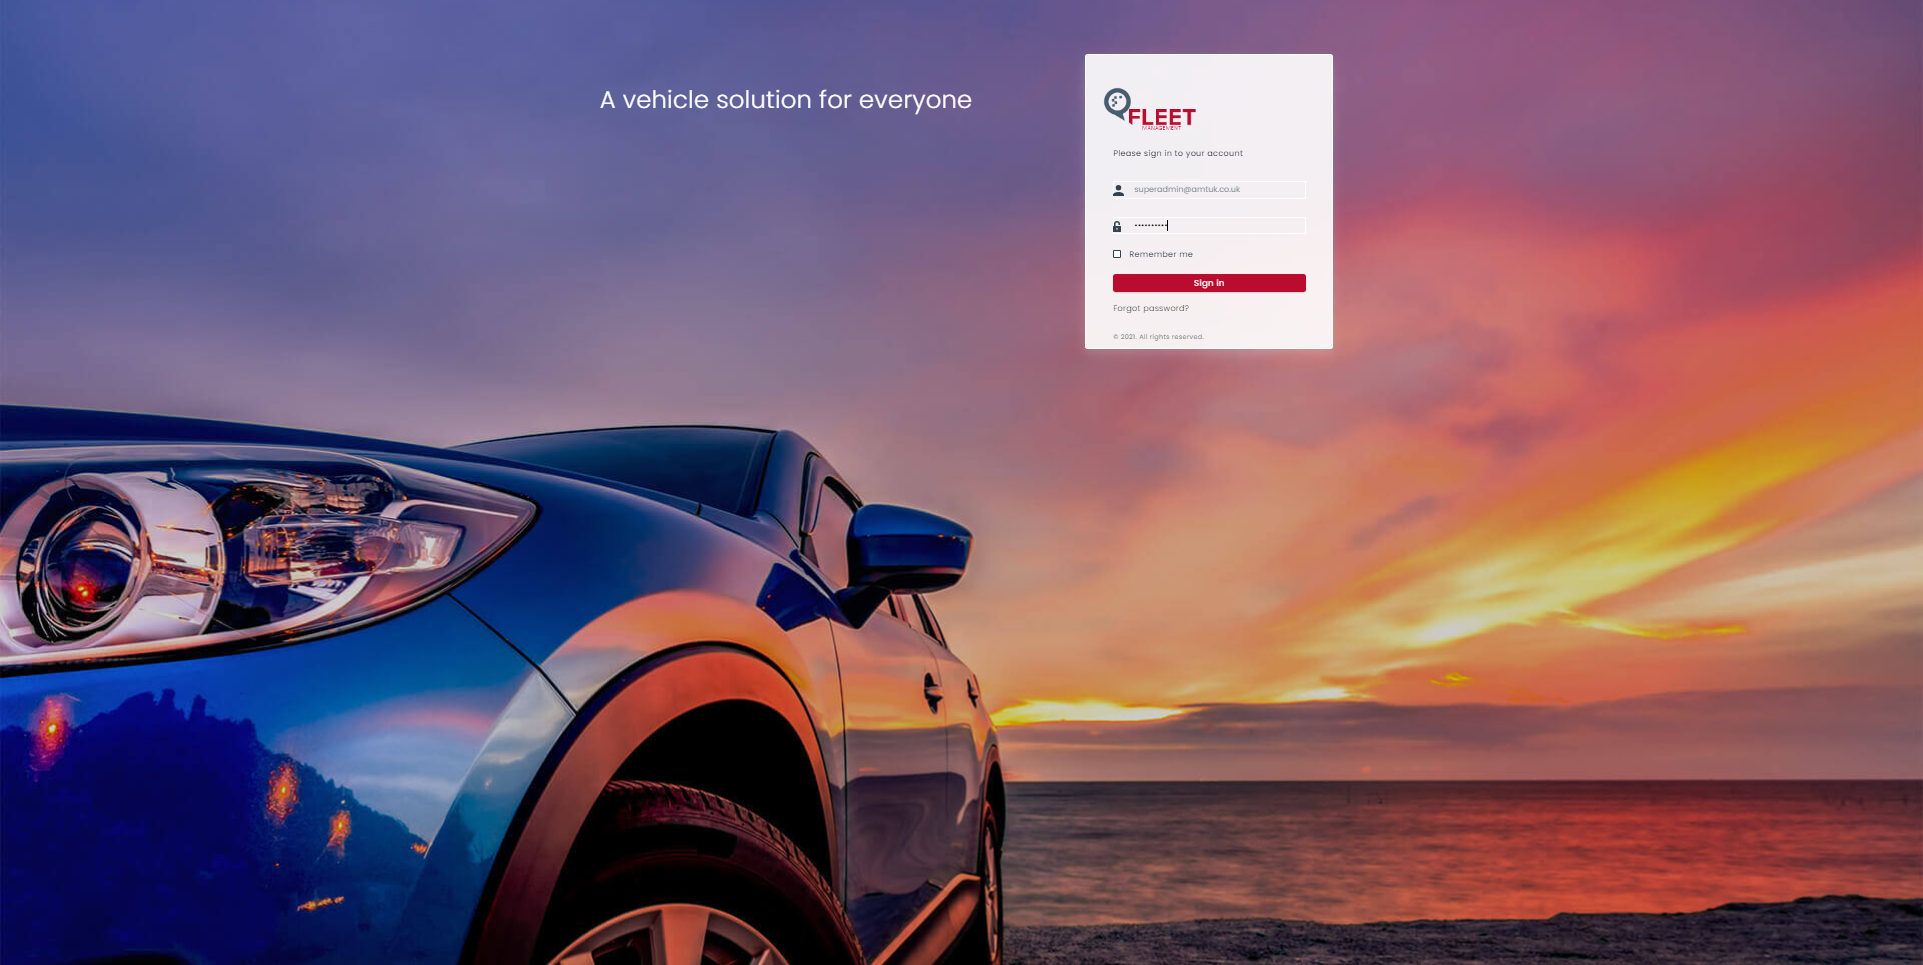 A vehicle solution for everyone
FLEET
MANAGEMENT
Please sign in to your account
superadmin@amtuk.co.uk
••••••••••
Remember me
Sign in
Forgot password?
© 2021. All rights reserved.